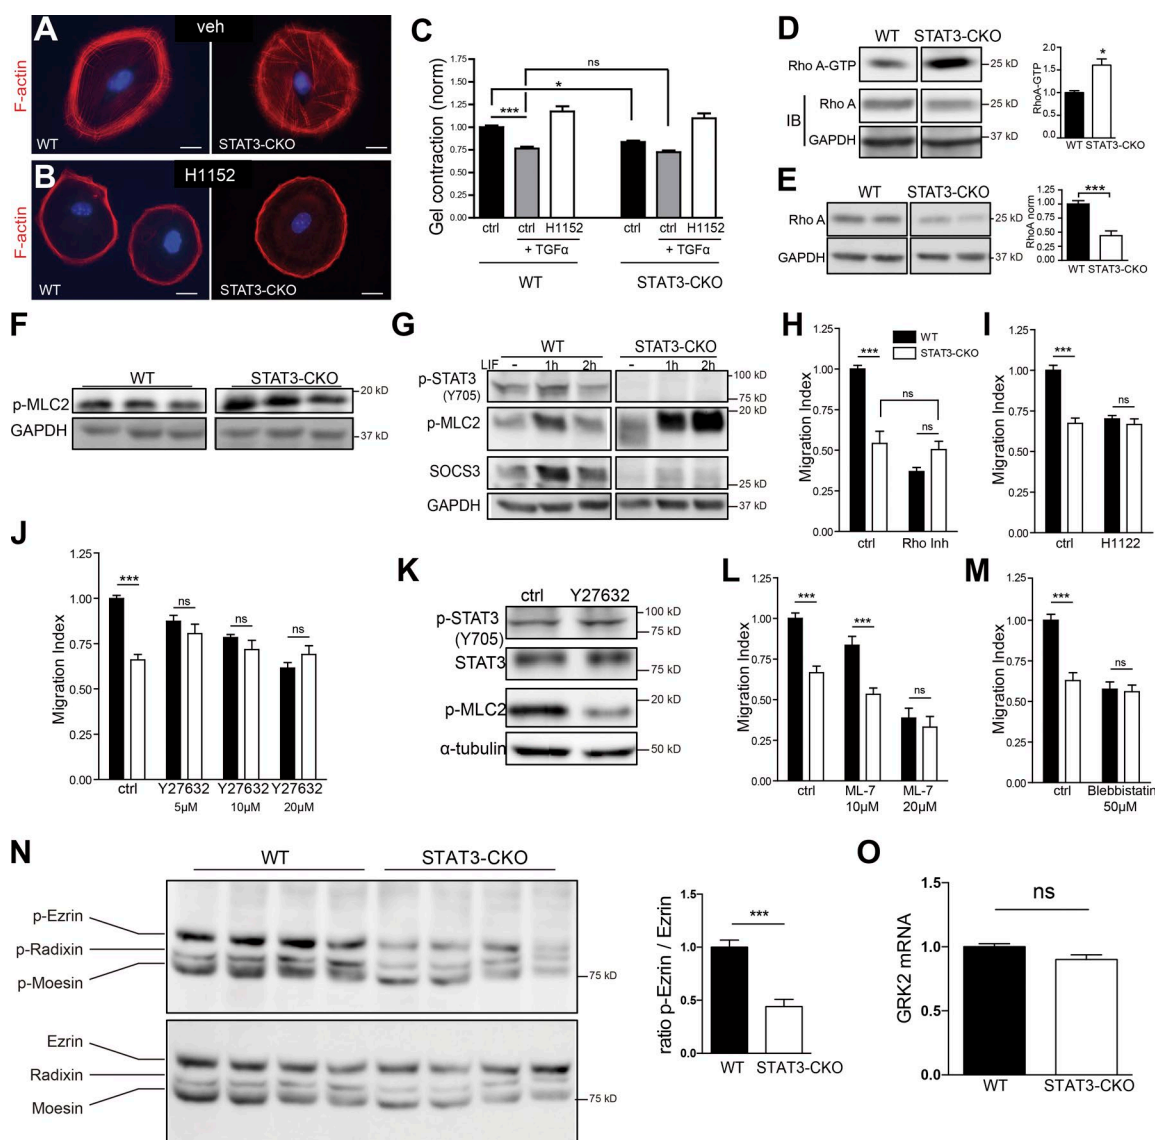 A
veh
F-actin
WT
STAT3-CKO
B
H1152
F-actin
WT
STAT3-CKO
C
Gel contraction (norm)
1.75
1.50
1.25
1.00
0.75
0.50
0.25
0.00
ns
*
***
ctrl ctrl H1152 ctrl ctrl H1152
+ TGFα + TGFα
WT STAT3-CKO
D
WT STAT3-CKO
Rho A-GTP
25 kD
Rho A
25 kD
IB
GAPDH
37 kD
RhoA-GTP
2.0
1.5
1.0
0.5
0.0
*
WT STAT3-CKO
E
WT STAT3-CKO
Rho A
25 kD
GAPDH
37 kD
RhoA norm
1.25
1.00
0.75
0.50
0.25
0.00
***
WT STAT3-CKO
F
WT STAT3-CKO
p-MLC2
20 kD
GAPDH
37 kD
G
WT STAT3-CKO
LIF - 1h 2h - 1h 2h
p-STAT3
(Y705)
100 kD
75 kD
p-MLC2
20 kD
SOCS3
25 kD
GAPDH
37 kD
H
Migration Index
1.25
1.00
0.75
0.50
0.25
0.00
WT
STAT3-CKO
***
ns
ns
ctrl Rho Inh
I
Migration Index
1.25
1.00
0.75
0.50
0.25
0.00
***
ns
ctrl H1122
J
Migration Index
1.25
1.00
0.75
0.50
0.25
0.00
***
ns
ns
ns
ctrl Y27632 Y27632 Y27632
5µM 10µM 20µM
K
ctrl Y27632
p-STAT3
(Y705)
100 kD
75 kD
STAT3
75 kD
p-MLC2
20 kD
α-tubulin
50 kD
L
Migration Index
1.25
1.00
0.75
0.50
0.25
0.00
***
***
ns
ctrl ML-7 ML-7
10µM 20µM
M
Migration Index
1.25
1.00
0.75
0.50
0.25
0.00
***
ns
ctrl Blebbistatin
50µM
N
WT STAT3-CKO
p-Ezrin
p-Radixin
p-Moesin
75 kD
Ezrin
Radixin
Moesin
75 kD
ratio p-Ezrin / Ezrin
1.5
1.0
0.5
0.0
***
WT STAT3-CKO
O
GRK2 mRNA
1.5
1.0
0.5
0.0
ns
WT STAT3-CKO